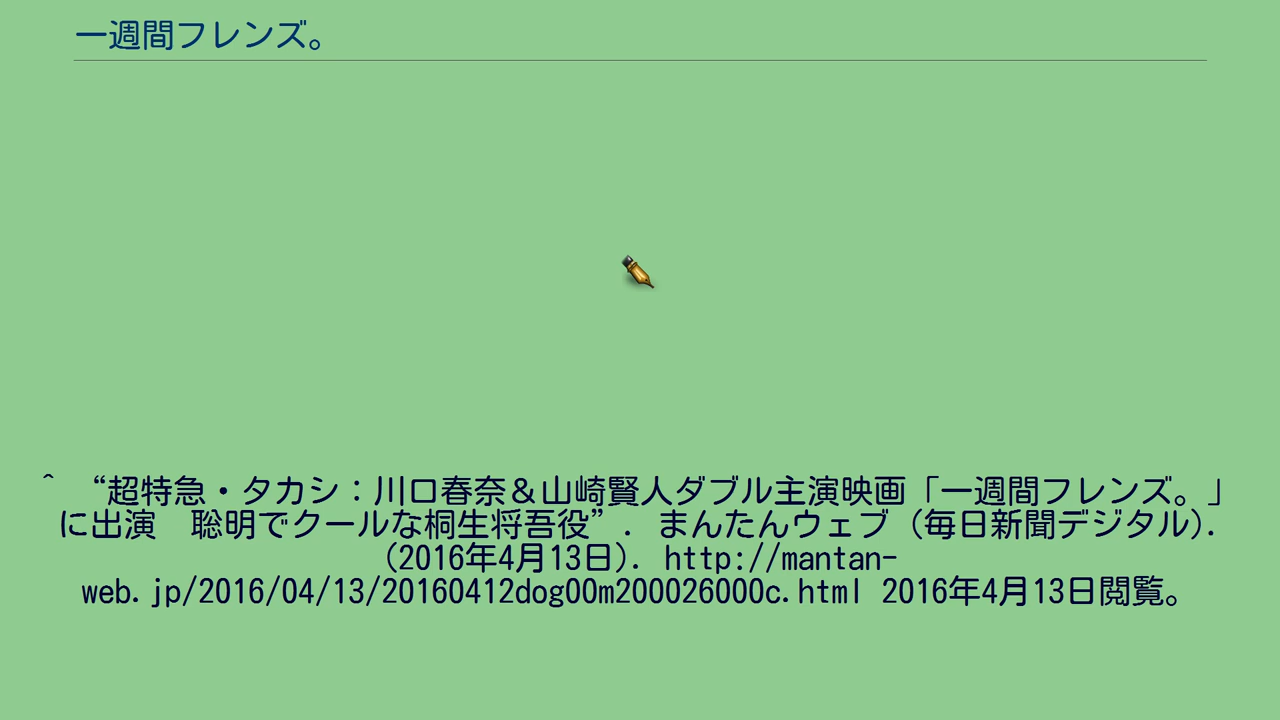 一週間フレンズ。
^ “超特急・タカシ：川口春奈＆山崎賢人ダブル主演映画「一週間フレンズ。」
に出演　聡明でクールな桐生将吾役”. まんたんウェブ (毎日新聞デジタル).
(2016年4月13日). http://mantan-
web.jp/2016/04/13/20160412dog00m200026000c.html 2016年4月13日閲覧。